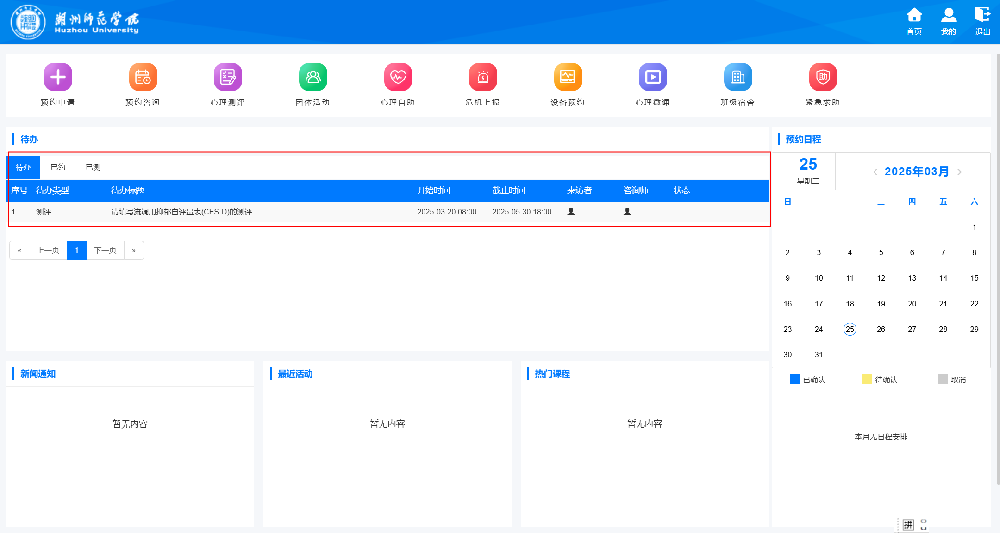 湖州师范学院
Huzhou University
首页 我的 退出
预约申请 预约咨询 心理测评 团体活动 心理自助 危机上报 设备预约 心理微课 班级宿舍 紧急求助
助
待办
待办 已约 已测
序号 待办类型 待办标题 开始时间 截止时间 来访者 咨询师 状态
1 测评 请填写流调用抑郁自评量表(CES-D)的测评 2025-03-20 08:00 2025-05-30 18:00
« 上一页 1 下一页 »
预约日程
25
星期二
< 2025年03月 >
日 一 二 三 四 五 六
1
2 3 4 5 6 7 8
9 10 11 12 13 14 15
16 17 18 19 20 21 22
23 24 25 26 27 28 29
30 31
已确认 待确认 取消
本月无日程安排
新闻通知
暂无内容
最近活动
暂无内容
热门课程
暂无内容
拼